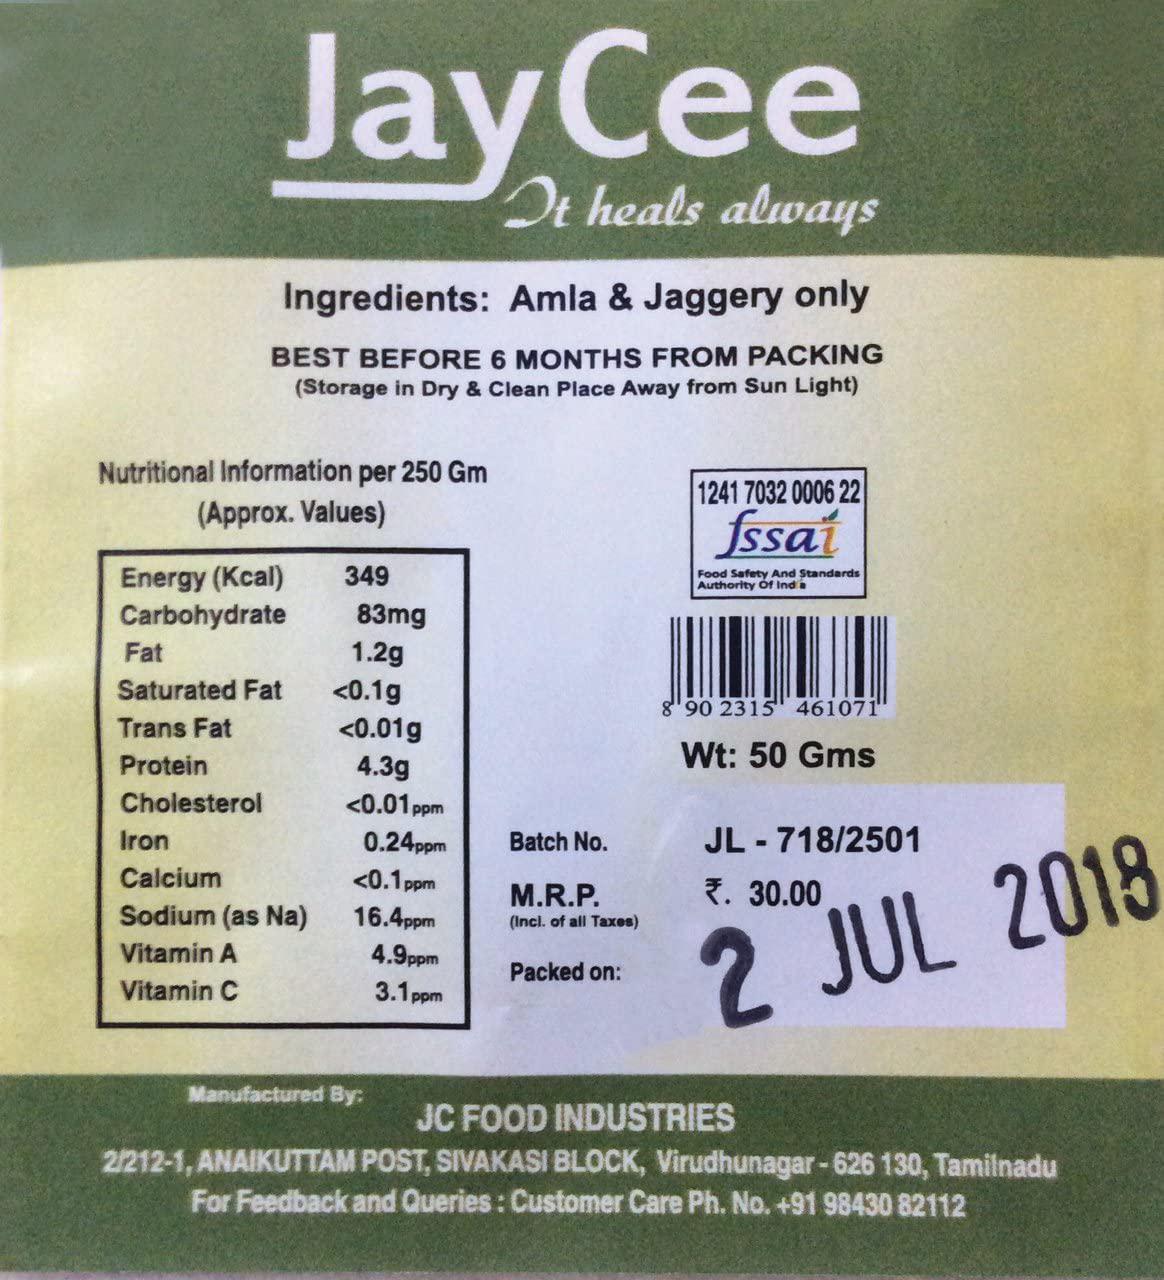 JayCee
It heals always
Ingredients: Amla & Jaggery only
BEST BEFORE 6 MONTHS FROM PACKING
(Storage in Dry & Clean Place Away from Sun Light)
Nutritional Information per 250 Gm
(Approx. Values)
Energy (Kcal) 349
Carbohydrate 83mg
Fat 1.2g
Saturated Fat <0.1g
Trans Fat <0.01g
Protein 4.3g
Cholesterol <0.01ppm
Iron 0.24ppm
Calcium <0.1ppm
Sodium (as Na) 16.4ppm
Vitamin A 4.9ppm
Vitamin C 3.1ppm
1241 7032 0006 22
fssai
Food Safety And Standards
Authority Of India
8 902315 461071
Wt: 50 Gms
Batch No. JL - 718/2501
M.R.P. ₹. 30.00
(Incl. of all Taxes)
Packed on: 2 JUL 2018
Manufactured By:
JC FOOD INDUSTRIES
2/212-1, ANAIKUTTAM POST, SIVAKASI BLOCK, Virudhunagar - 626 130, Tamilnadu
For Feedback and Queries : Customer Care Ph. No. +91 98430 82112